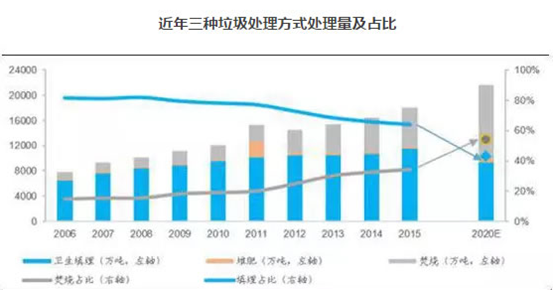 近年三种垃圾处理方式处理量及占比
24000 100%
20000 80%
16000
12000 60%
8000 40%
4000 20%
0 0%
2006 2007 2008 2009 2010 2011 2012 2013 2014 2015 2020E
卫生填埋（万吨，左轴） 堆肥（万吨，左轴） 焚烧（万吨，左轴）
焚烧占比（右轴） 填埋占比（右轴）